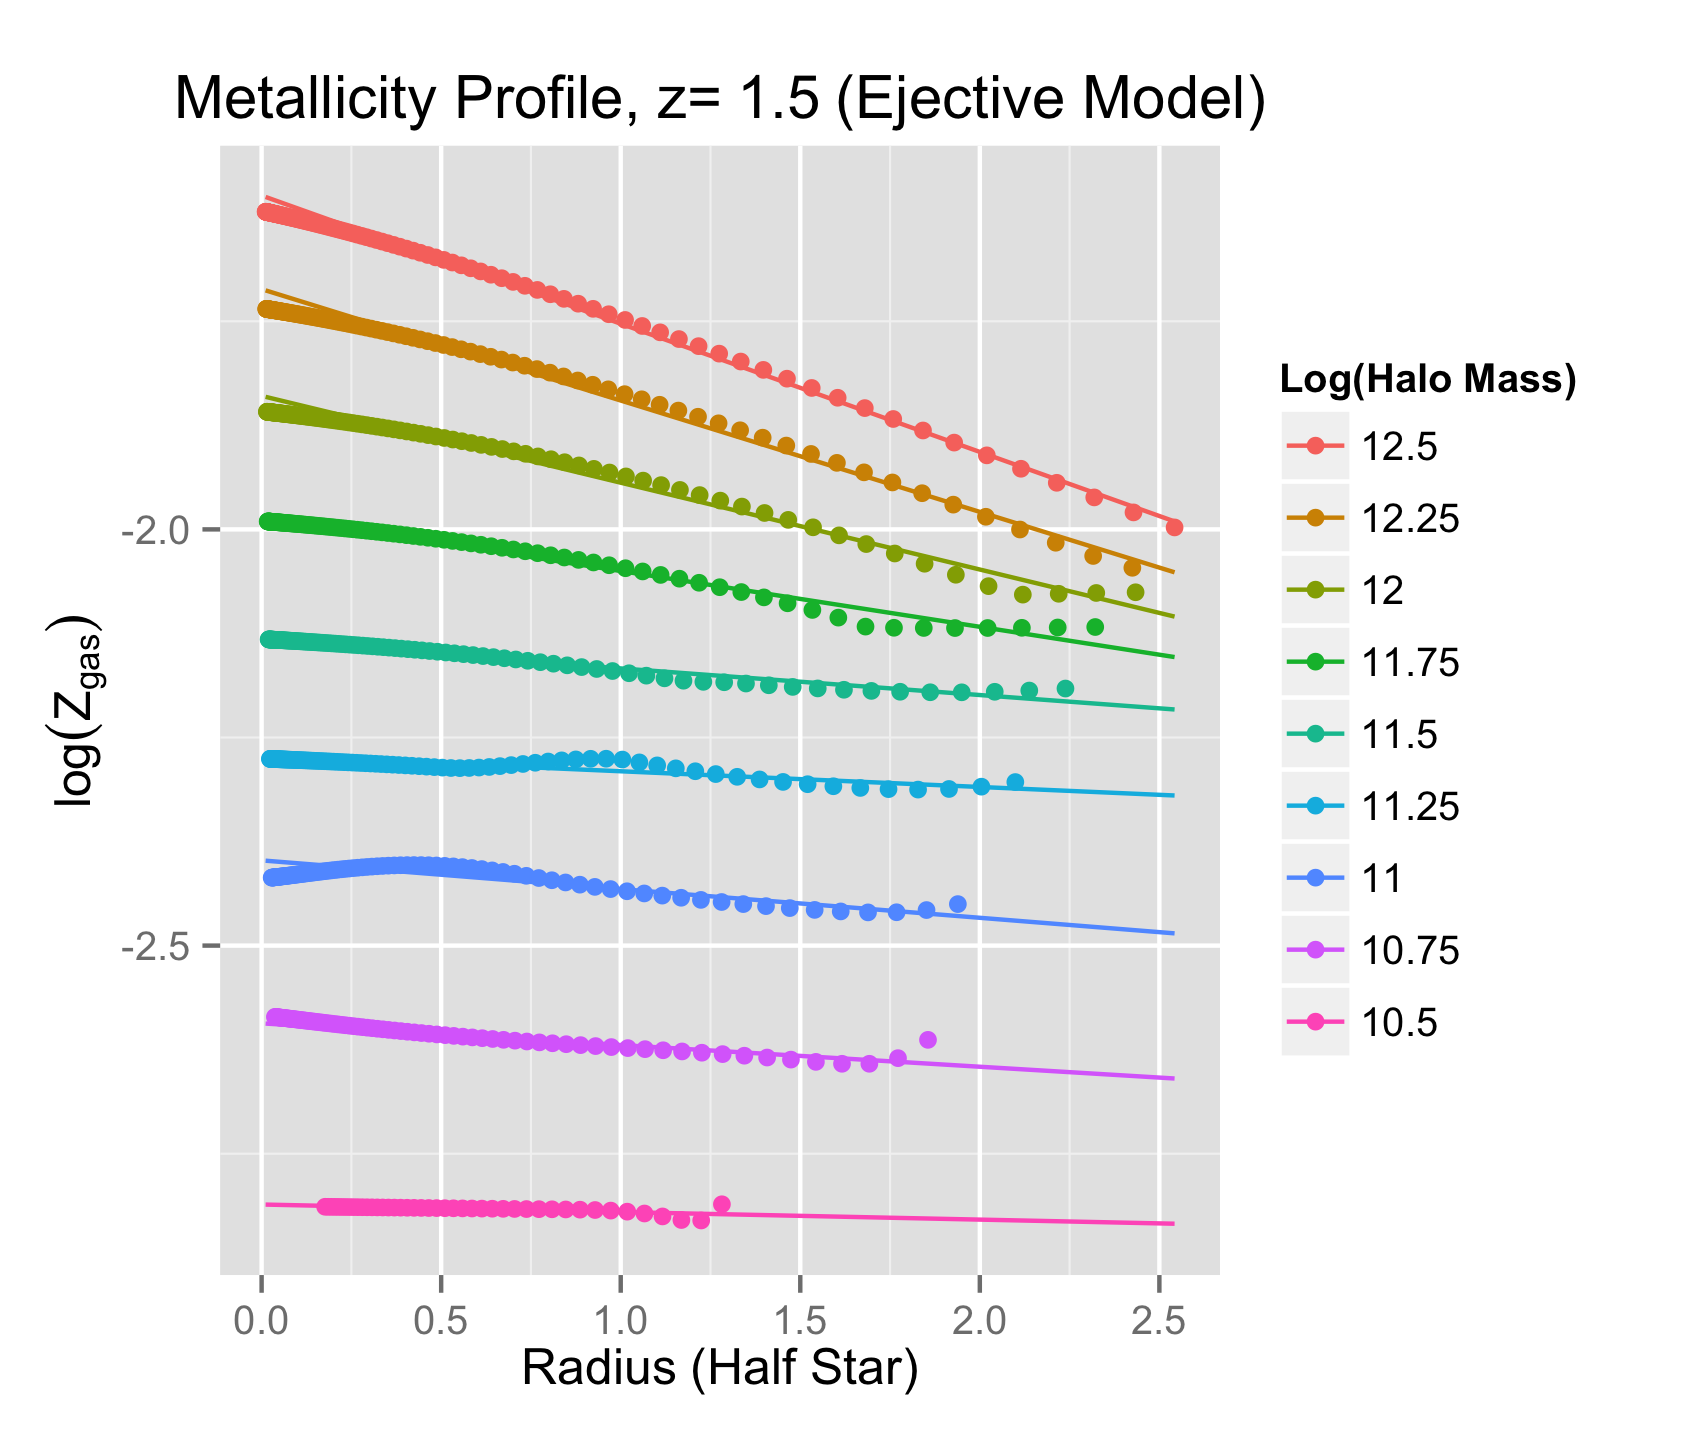 Metallicity Profile, z= 1.5 (Ejective Model)
log(Zgas)
-2.0
-2.5
0.0 0.5 1.0 1.5 2.0 2.5
Radius (Half Star)
Log(Halo Mass)
12.5
12.25
12
11.75
11.5
11.25
11
10.75
10.5